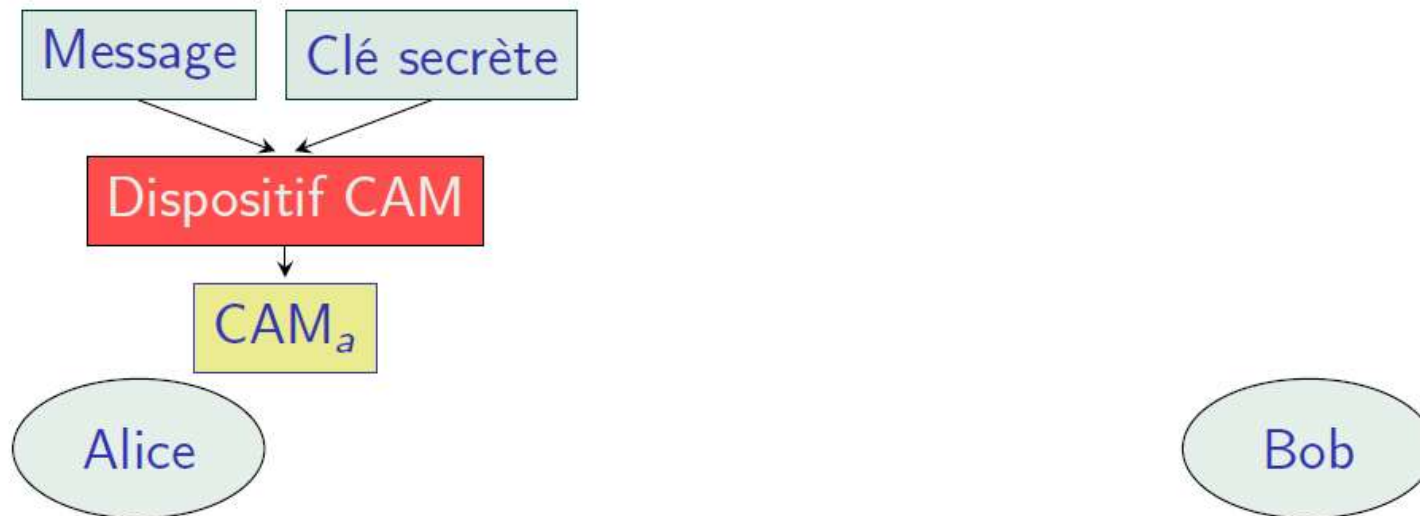 Message
Clé secrète
Dispositif CAM
CAMₐ
Alice
Bob